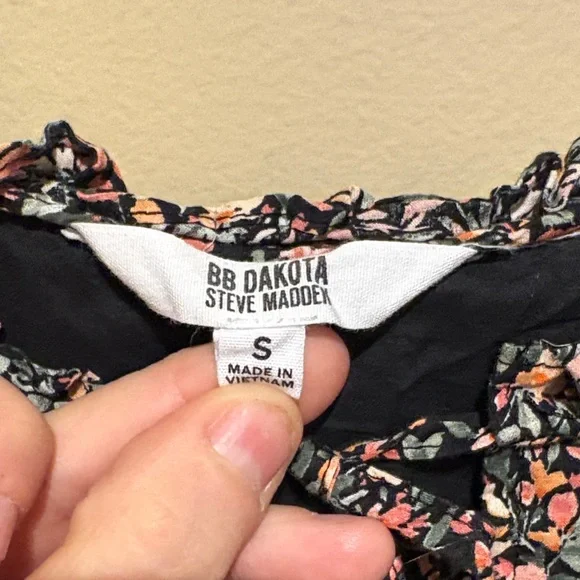 BB DAKOTA
STEVE MADDEN
S
MADE IN
VIETNAM